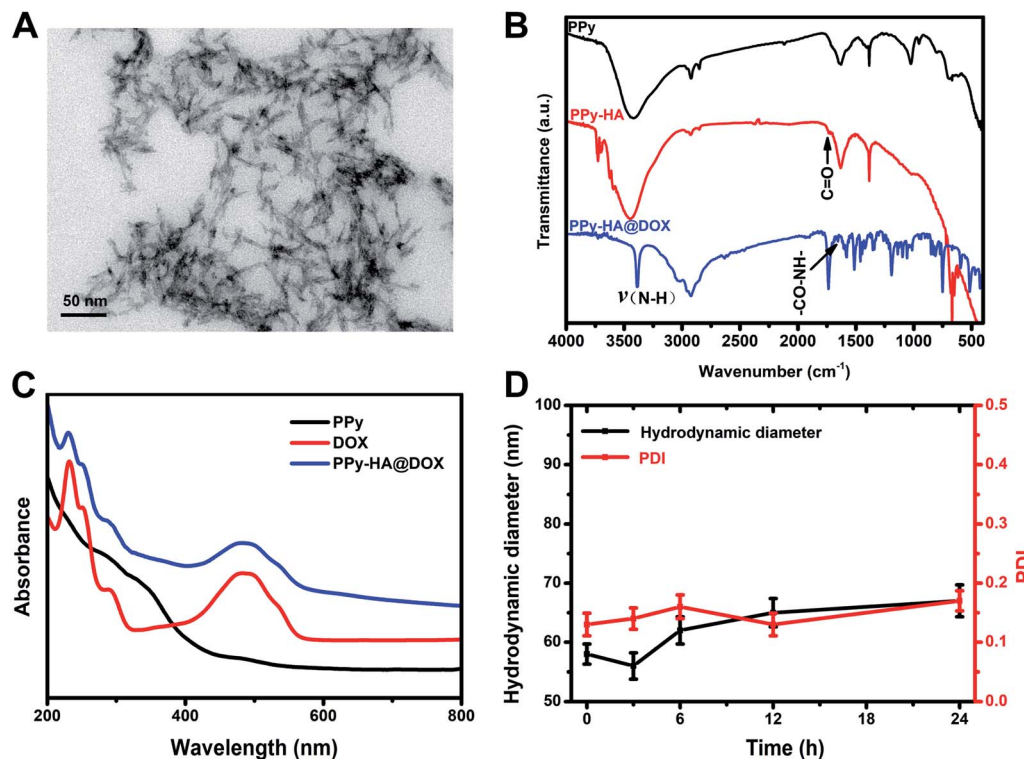 A
50 nm
B
PPy
PPy-HA
C=O
PPy-HA@DOX
ν(N-H)
-CO-NH-
Transmittance (a.u.)
4000 3500 3000 2500 2000 1500 1000 500
Wavenumber (cm⁻¹)
C
PPy
DOX
PPy-HA@DOX
Absorbance
200 400 600 800
Wavelength (nm)
D
Hydrodynamic diameter
PDI
Hydrodynamic diameter (nm)
100
90
80
70
60
50
0.5
0.4
0.3
0.2
0.1
0.0
PDI
0 6 12 18 24
Time (h)